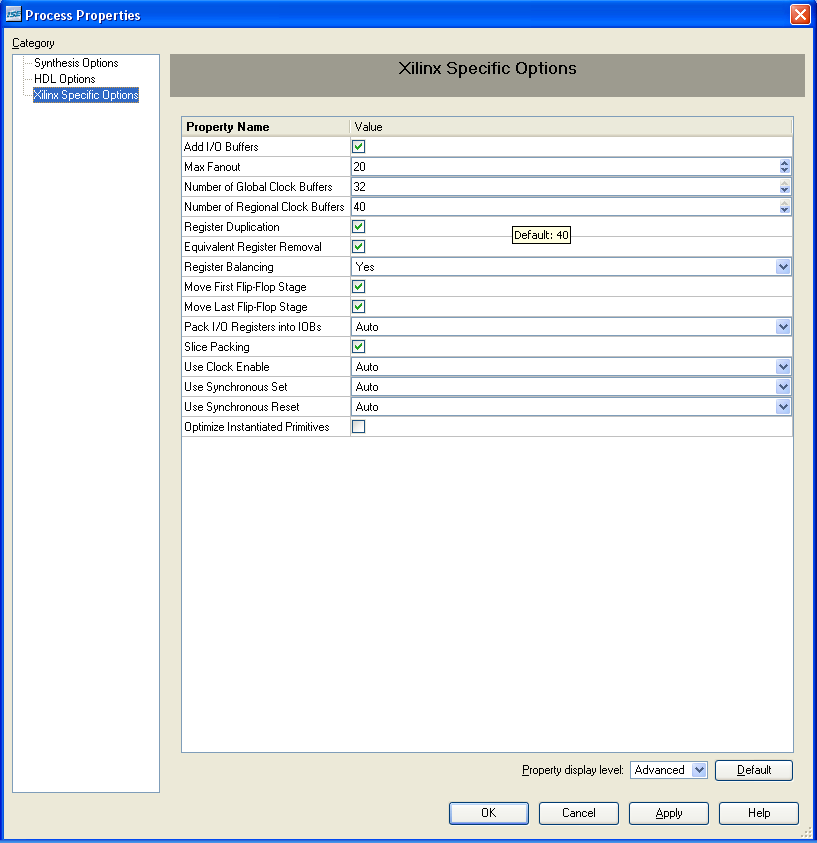 ISE Process Properties
Category
Synthesis Options
HDL Options
Xilinx Specific Options
Xilinx Specific Options
Property Name Value
Add I/O Buffers
Max Fanout 20
Number of Global Clock Buffers 32
Number of Regional Clock Buffers 40
Register Duplication
Default: 40
Equivalent Register Removal
Register Balancing Yes
Move First Flip-Flop Stage
Move Last Flip-Flop Stage
Pack I/O Registers into IOBs Auto
Slice Packing
Use Clock Enable Auto
Use Synchronous Set Auto
Use Synchronous Reset Auto
Optimize Instantiated Primitives
Property display level: Advanced Default
OK Cancel Apply Help